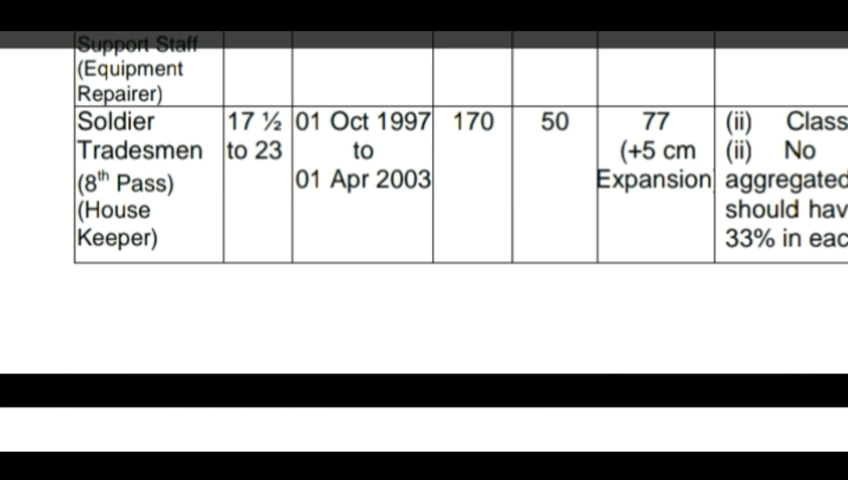 Support Staff
(Equipment
Repairer)
Soldier 17 ½ 01 Oct 1997 170 50 77 (ii) Class
Tradesmen to 23 to (+5 cm (ii) No
(8th Pass) 01 Apr 2003 Expansion aggregated
(House should hav
Keeper) 33% in eac